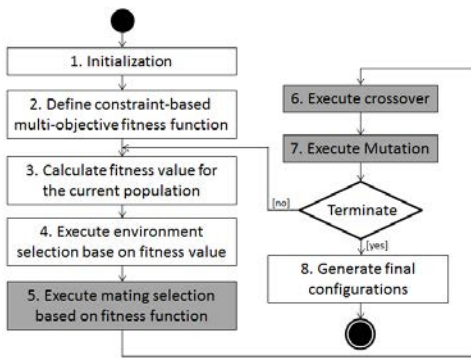 1. Initialization
2. Define constraint-based
multi-objective fitness function
3. Calculate fitness value for
the current population
4. Execute environment
selection base on fitness value
5. Execute mating selection
based on fitness function
6. Execute crossover
7. Execute Mutation
Terminate
[no]
[yes]
8. Generate final
configurations